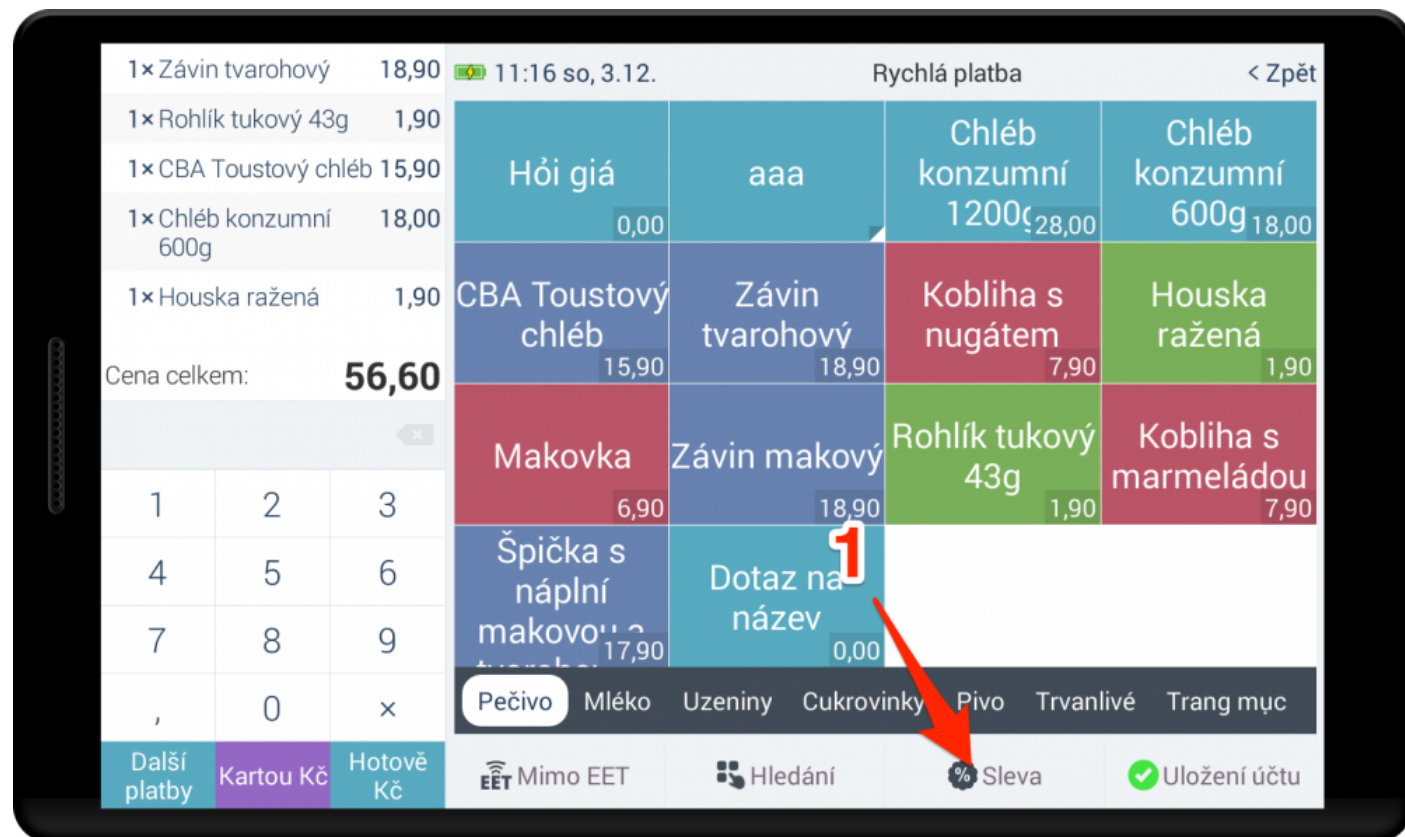 1× Závin tvarohový 18,90
1× Rohlík tukový 43g 1,90
1× CBA Toustový chléb 15,90
1× Chléb konzumní 18,00
600g
1× Houska ražená 1,90
Cena celkem: 56,60
1 2 3
4 5 6
7 8 9
, 0 ×
Další
platby
Kartou Kč
Hotově
Kč
11:16 so, 3.12. Rychlá platba < Zpět
Hỏi giá
0,00
aaa
Chléb
konzumní
1200g 28,00
Chléb
konzumní
600g 18,00
CBA Toustový
chléb
15,90
Závin
tvarohový
18,90
Kobliha s
nugátem
7,90
Houska
ražená
1,90
Makovka
6,90
Závin makový
18,90
Rohlík tukový
43g
1,90
Kobliha s
marmeládou
7,90
Špička s
náplní
makovou a
17,90
Dotaz na
název
0,00
1
Pečivo Mléko Uzeniny Cukrovinky Pivo Trvanlivé Trang mục
EET Mimo EET Hledání % Sleva Uložení účtu